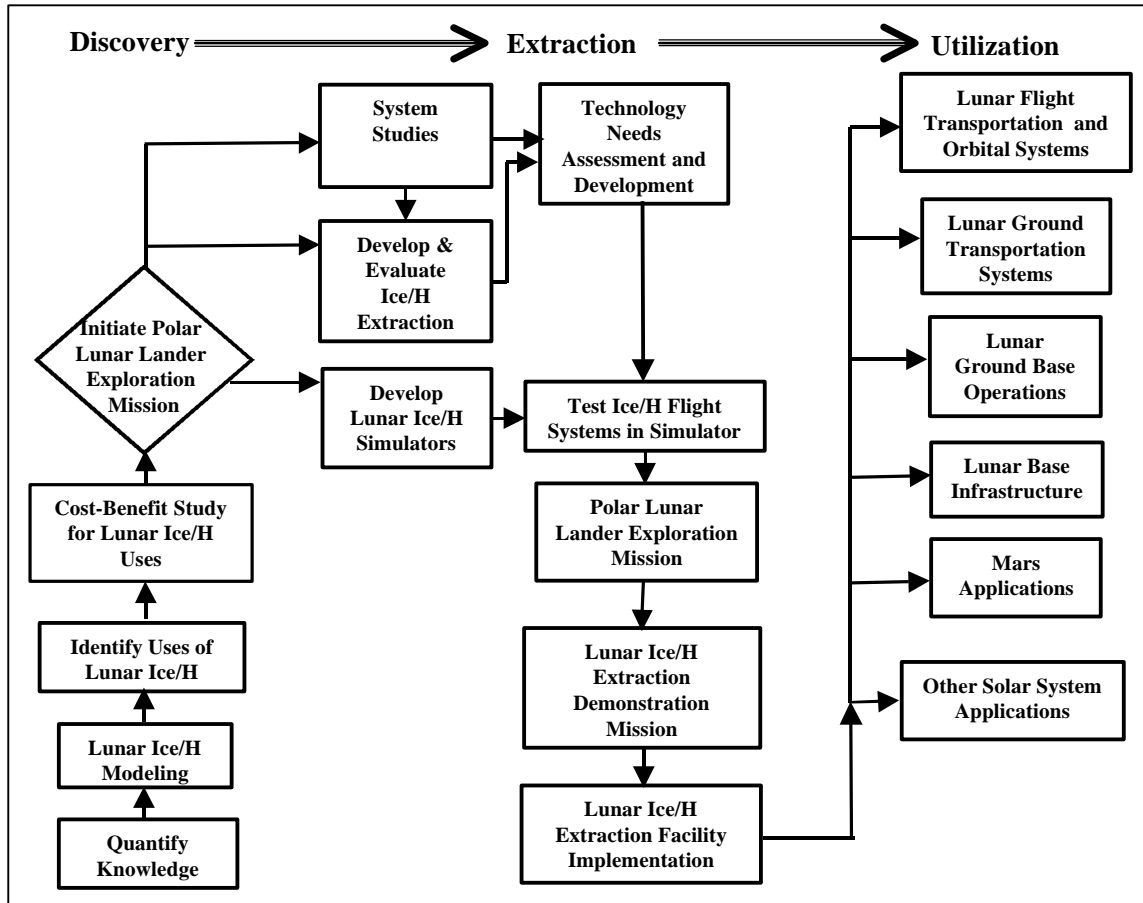 Discovery
Extraction
Utilization
System
Studies
Technology
Needs
Assessment and
Development
Lunar Flight
Transportation and
Orbital Systems
Develop &
Evaluate
Ice/H
Extraction
Lunar Ground
Transportation
Systems
Initiate Polar
Lunar Lander
Exploration
Mission
Develop
Lunar Ice/H
Simulators
Test Ice/H Flight
Systems in Simulator
Lunar
Ground Base
Operations
Cost-Benefit Study
for Lunar Ice/H
Uses
Polar Lunar
Lander Exploration
Mission
Lunar Base
Infrastructure
Mars
Applications
Identify Uses of
Lunar Ice/H
Lunar Ice/H
Extraction
Demonstration
Mission
Other Solar System
Applications
Lunar Ice/H
Modeling
Lunar Ice/H
Extraction Facility
Implementation
Quantify
Knowledge